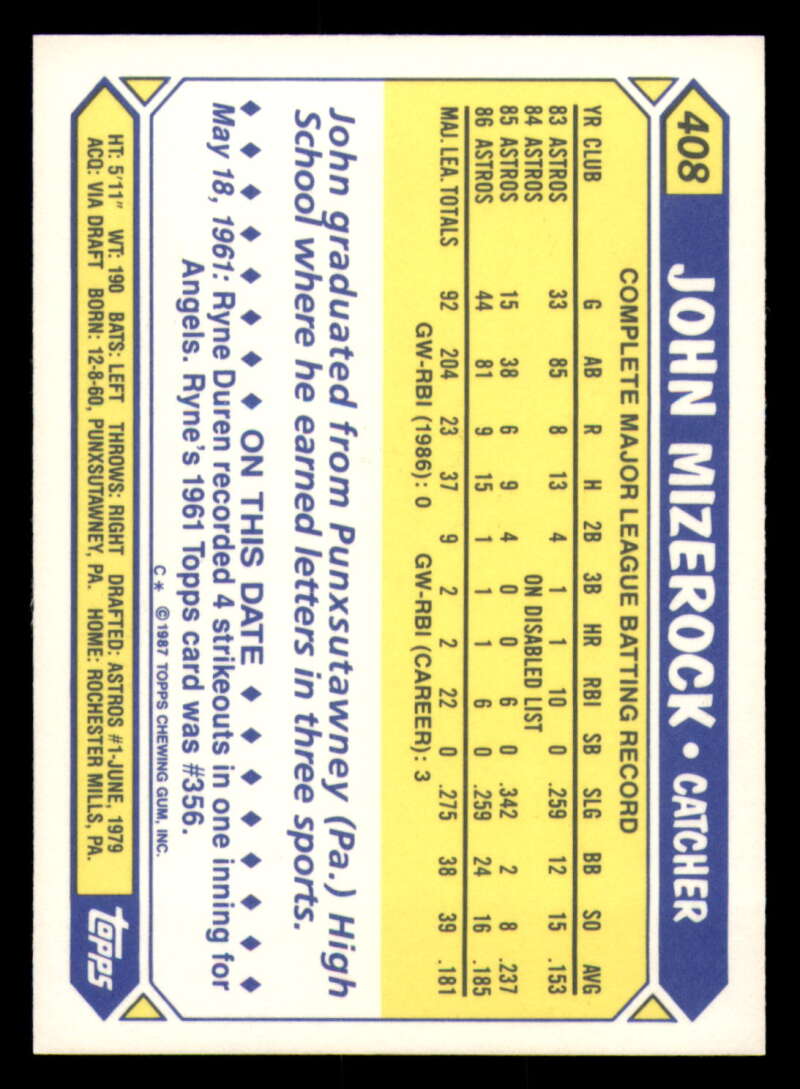 408
JOHN MIZEROCK • CATCHER
COMPLETE MAJOR LEAGUE BATTING RECORD
YR CLUB G AB R H 2B 3B HR RBI SB SLG BB SO AVG
83 ASTROS 33 85 8 13 4 1 1 10 0 .259 12 15 .153
84 ASTROS ON DISABLED LIST
85 ASTROS 15 38 6 9 4 0 0 6 0 .342 2 8 .237
86 ASTROS 44 81 9 15 1 1 1 6 0 .259 24 16 .185
MAJ. LEA. TOTALS 92 204 23 37 9 2 2 22 0 .275 38 39 .181
GW-RBI (1986): 0 GW-RBI (CAREER): 3
John graduated from Punxsutawney (Pa.) High
School where he earned letters in three sports.
◆ ◆ ◆ ◆ ◆ ◆ ◆ ◆ ON THIS DATE ◆ ◆ ◆ ◆ ◆ ◆ ◆ ◆
May 18, 1961: Ryne Duren recorded 4 strikeouts in one inning for
Angels. Ryne's 1961 Topps card was #356.
C* ©1987 TOPPS CHEWING GUM, INC.
HT: 5'11" WT: 190 BATS: LEFT THROWS: RIGHT DRAFTED: ASTROS #1-JUNE, 1979
ACQ: VIA DRAFT BORN: 12-8-60, PUNXSUTAWNEY, PA. HOME: ROCHESTER MILLS, PA.
topps